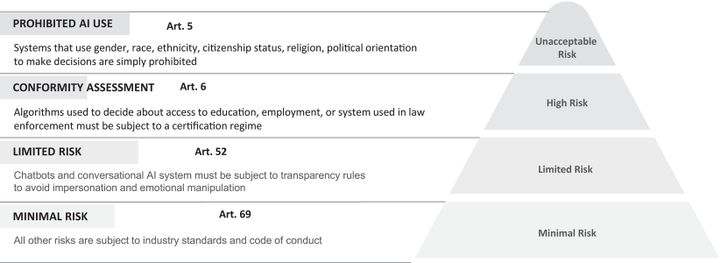 PROHIBITED AI USE Art. 5
Systems that use gender, race, ethnicity, citizenship status, religion, political orientation
to make decisions are simply prohibited
Unacceptable
Risk
CONFORMITY ASSESSMENT Art. 6
Algorithms used to decide about access to education, employment, or system used in law
enforcement must be subject to a certification regime
High Risk
LIMITED RISK Art. 52
Chatbots and conversational AI system must be subject to transparency rules
to avoid impersonation and emotional manipulation
Limited Risk
MINIMAL RISK Art. 69
All other risks are subject to industry standards and code of conduct
Minimal Risk